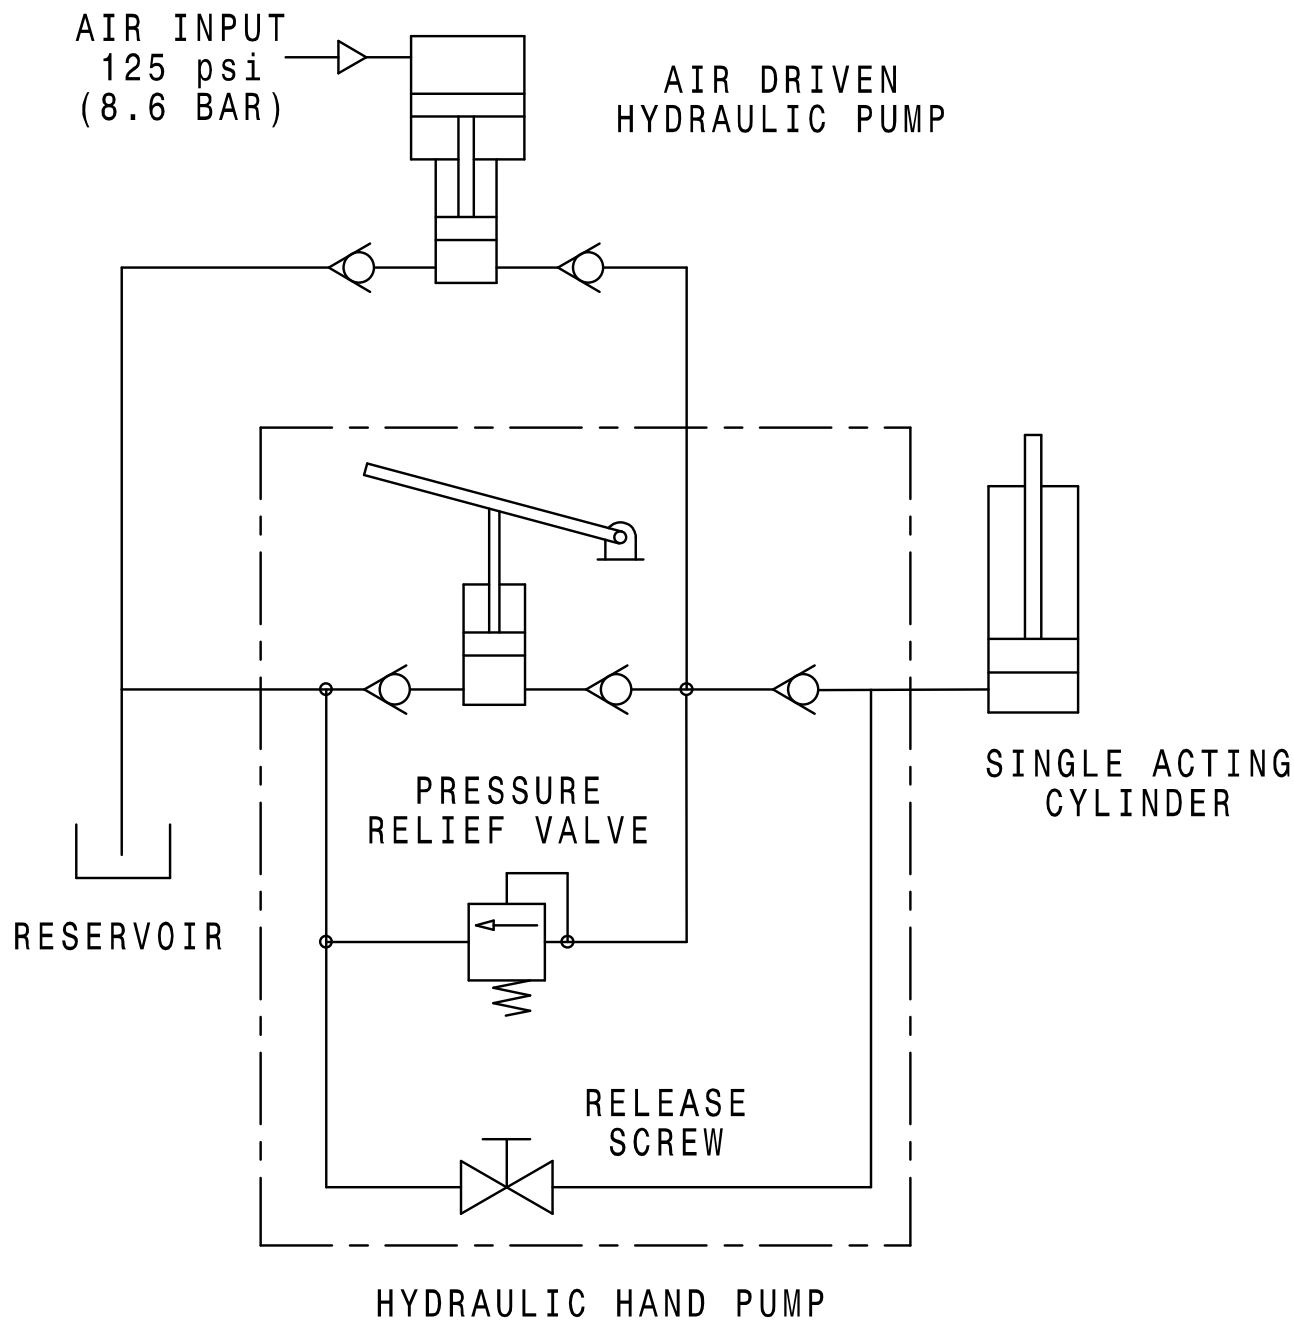 AIR INPUT
125 psi
(8.6 BAR)
AIR DRIVEN
HYDRAULIC PUMP
SINGLE ACTING
CYLINDER
PRESSURE
RELIEF VALVE
RESERVOIR
RELEASE
SCREW
HYDRAULIC HAND PUMP